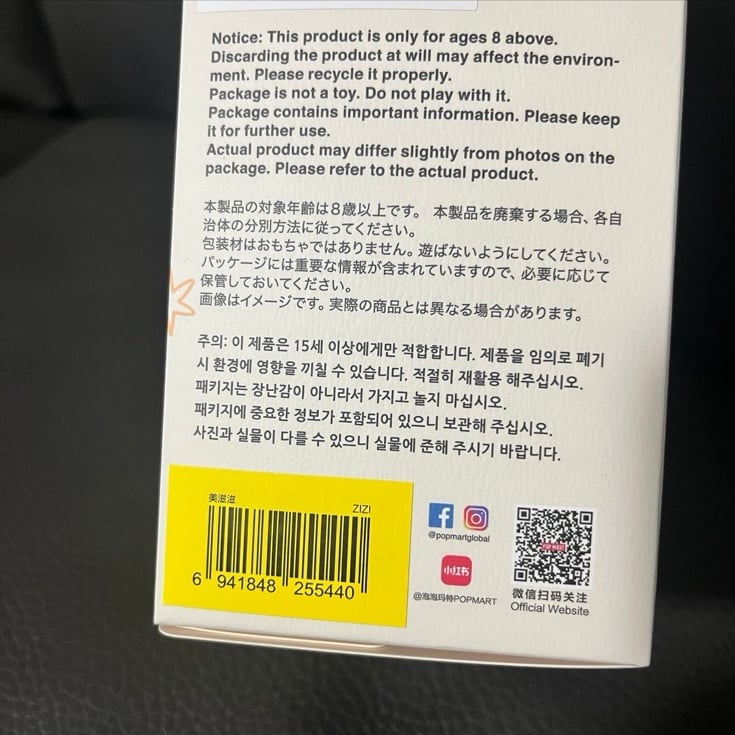 Notice: This product is only for ages 8 above.
Discarding the product at will may affect the environ-
ment. Please recycle it properly.
Package is not a toy. Do not play with it.
Package contains important information. Please keep
it for further use.
Actual product may differ slightly from photos on the
package. Please refer to the actual product.
本製品の対象年齢は8歳以上です。 本製品を廃棄する場合、各自
治体の分別方法に従ってください。
包装材はおもちゃではありません。遊ばないようにしてください。
パッケージには重要な情報が含まれていますので、必要に応じて
保管しておいてください。
画像はイメージです。実際の商品とは異なる場合があります。
주의: 이 제품은 15세 이상에게만 적합합니다. 제품을 임의로 폐기
시 환경에 영향을 끼칠 수 있습니다. 적절히 재활용 해주십시오.
패키지는 장난감이 아니라서 가지고 놀지 마십시오.
패키지에 중요한 정보가 포함되어 있으니 보관해 주십시오.
사진과 실물이 다를 수 있으니 실물에 준해 주시기 바랍니다.
美滋滋
ZIZI
6 941848 255440
@popmartglobal
小红书
@泡泡玛特POPMART
POP MART
微信扫码关注
Official Website